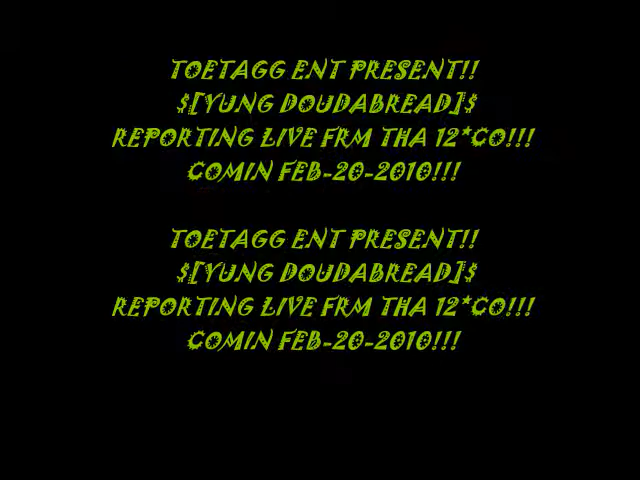 TOETAGG ENT PRESENT!!
$[YUNG DOUDABREAD]$
REPORTING LIVE FRM THA 12*CO!!!
COMIN FEB-20-2010!!!
TOETAGG ENT PRESENT!!
$[YUNG DOUDABREAD]$
REPORTING LIVE FRM THA 12*CO!!!
COMIN FEB-20-2010!!!